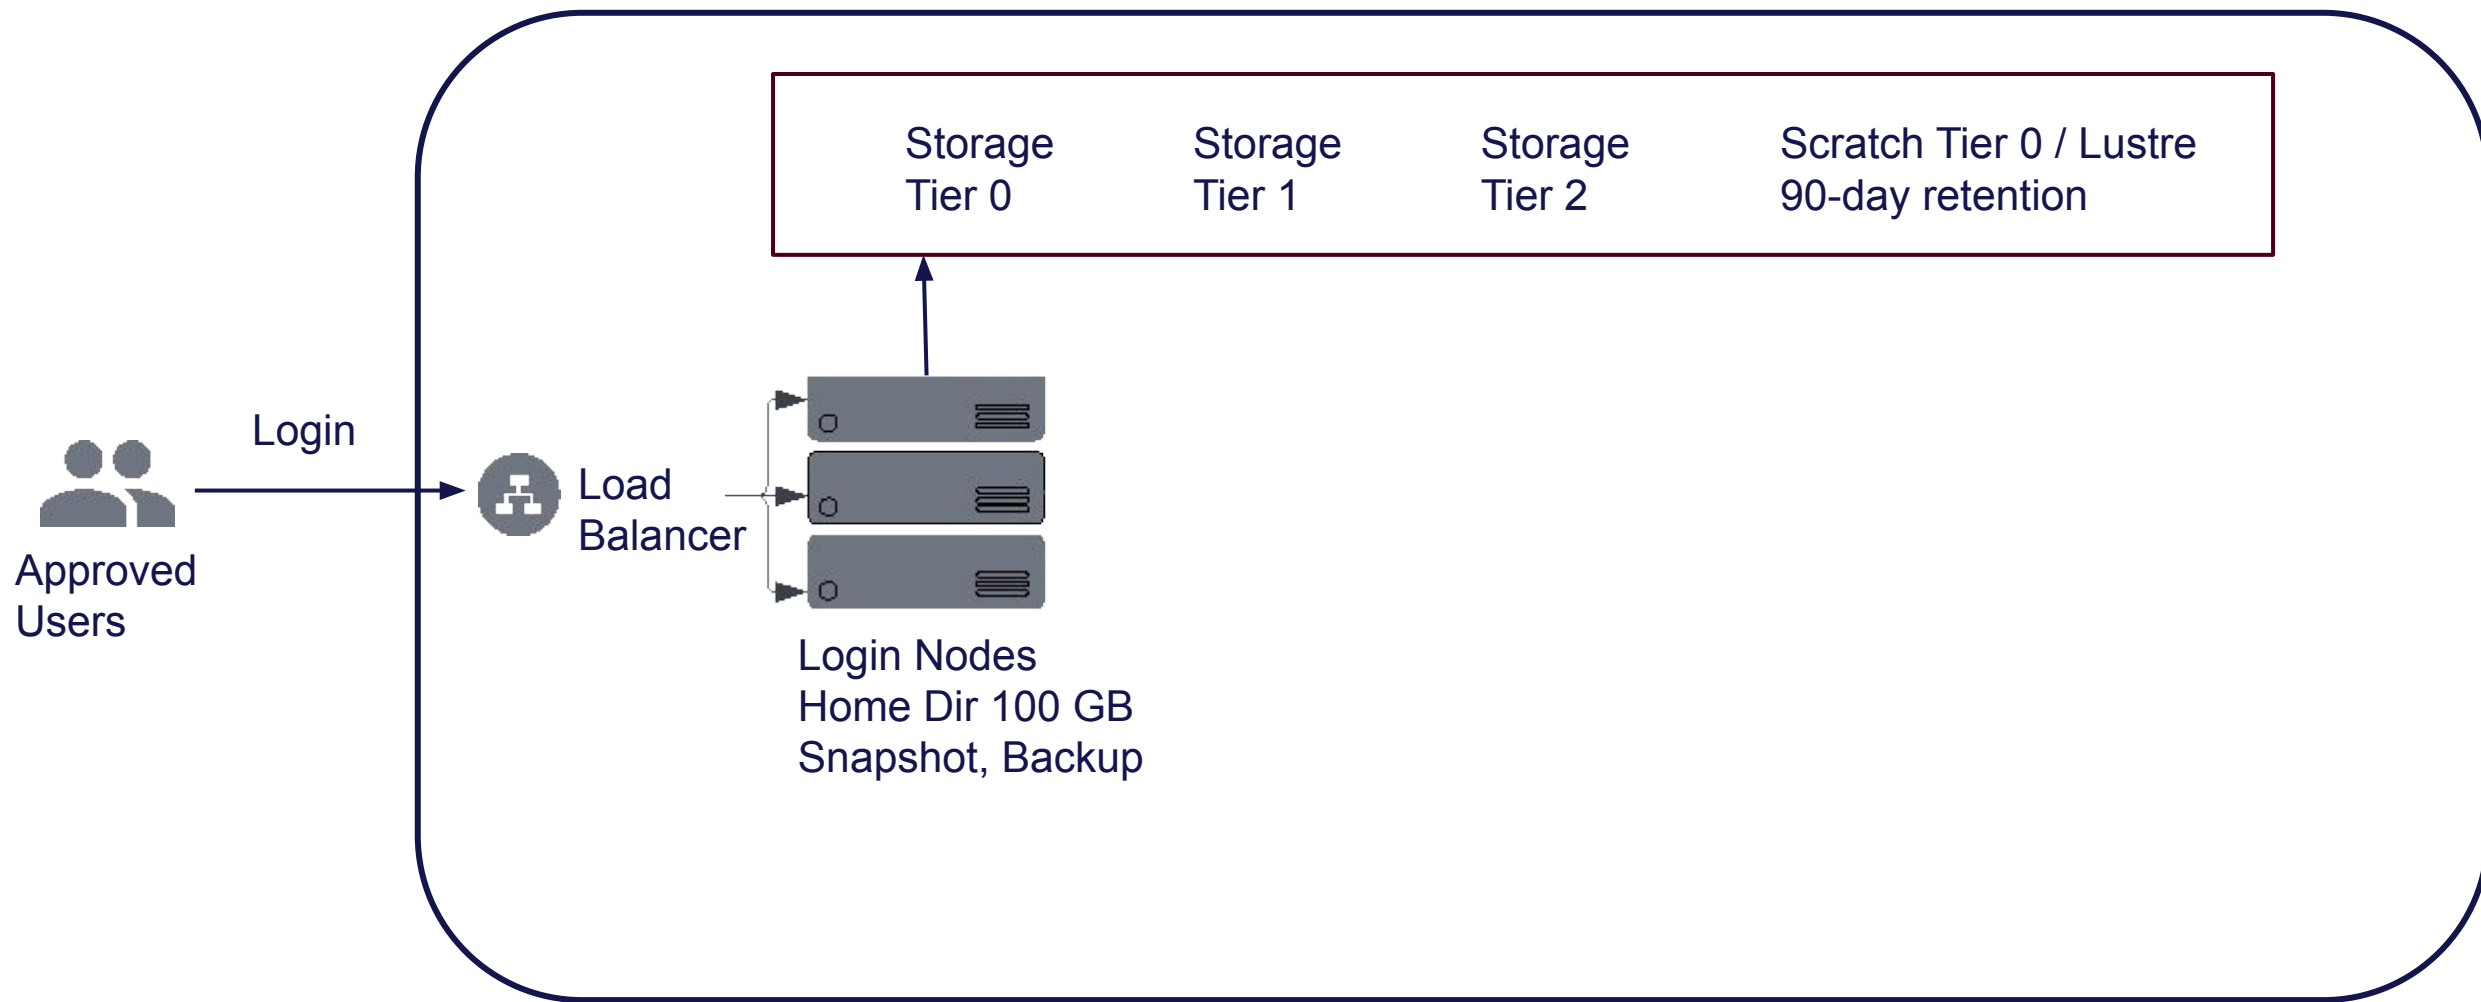 Storage
Tier 0
Storage
Tier 1
Storage
Tier 2
Scratch Tier 0 / Lustre
90-day retention
Login
Approved
Users
Load
Balancer
Login Nodes
Home Dir 100 GB
Snapshot, Backup